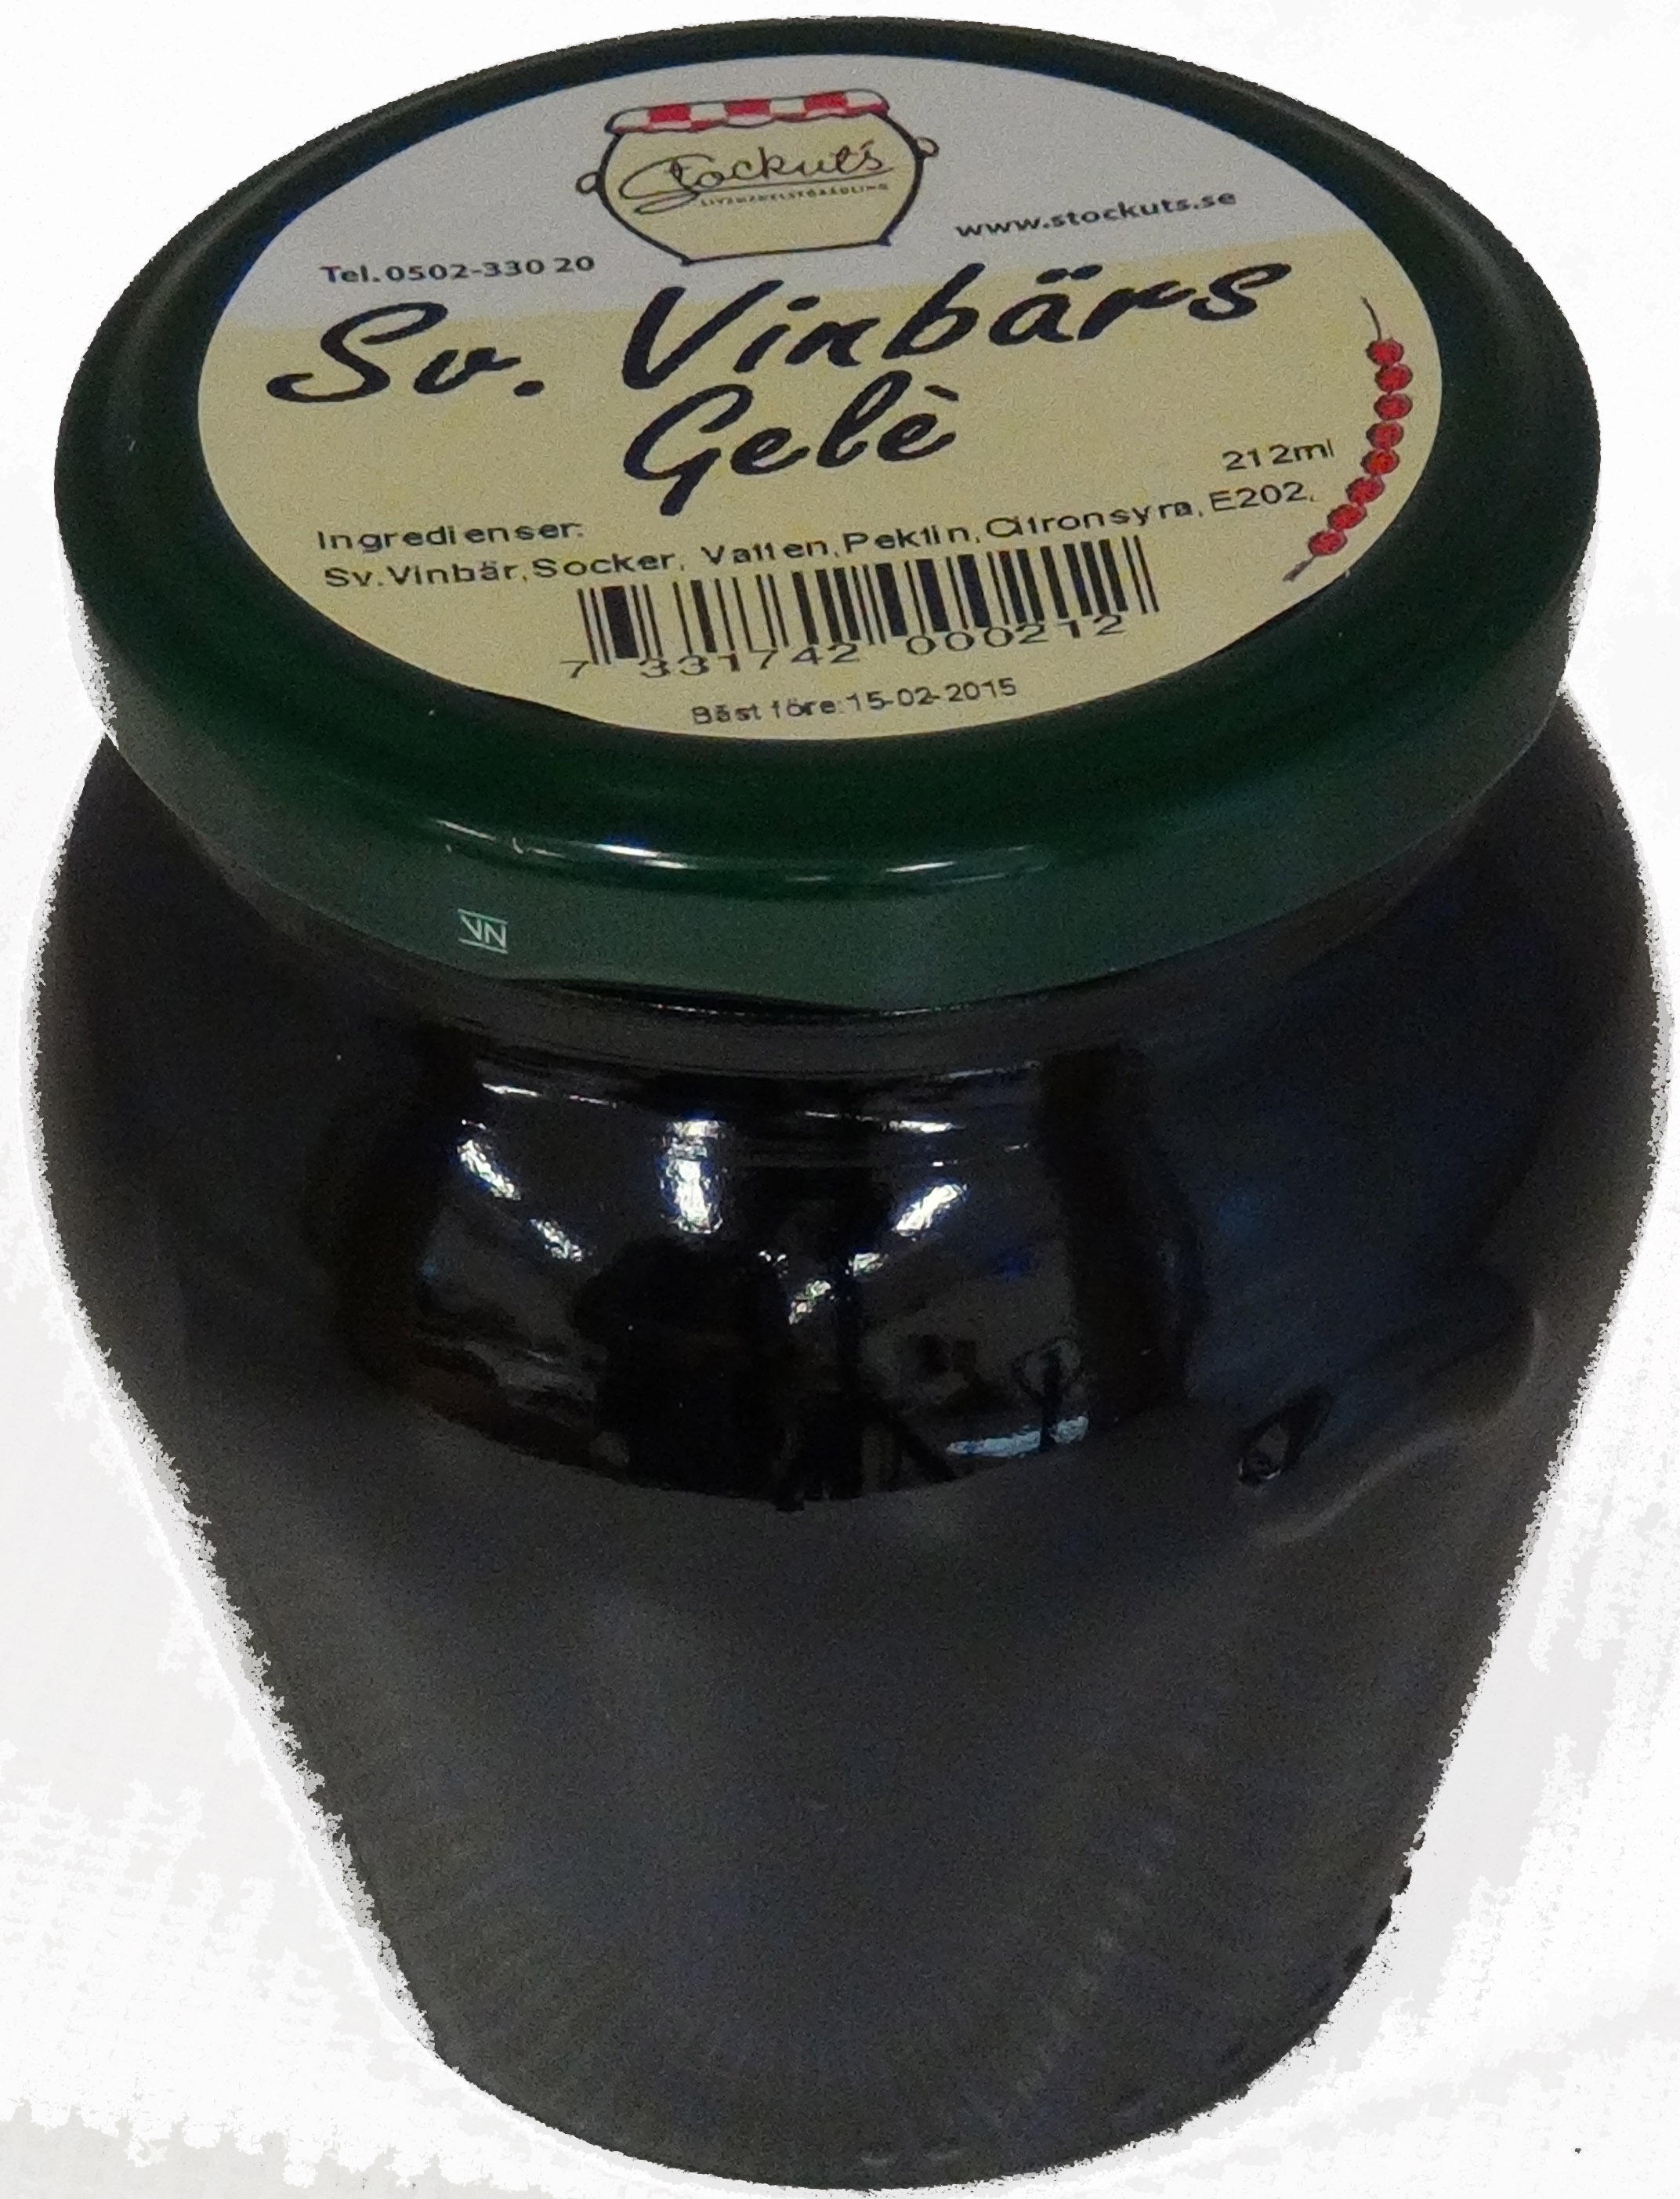 Stockut's
LIVSMEDELSFÖRÄDLING
www.stockuts.se
Tel. 0502-330 20
Sv. Vinbärs
Gelè
212ml
Ingredienser:
Sv.Vinbär, Socker, Vatten, Pektin, Citronsyra, E202.
7 331742 000212
Bäst före:15-02-2015
VN